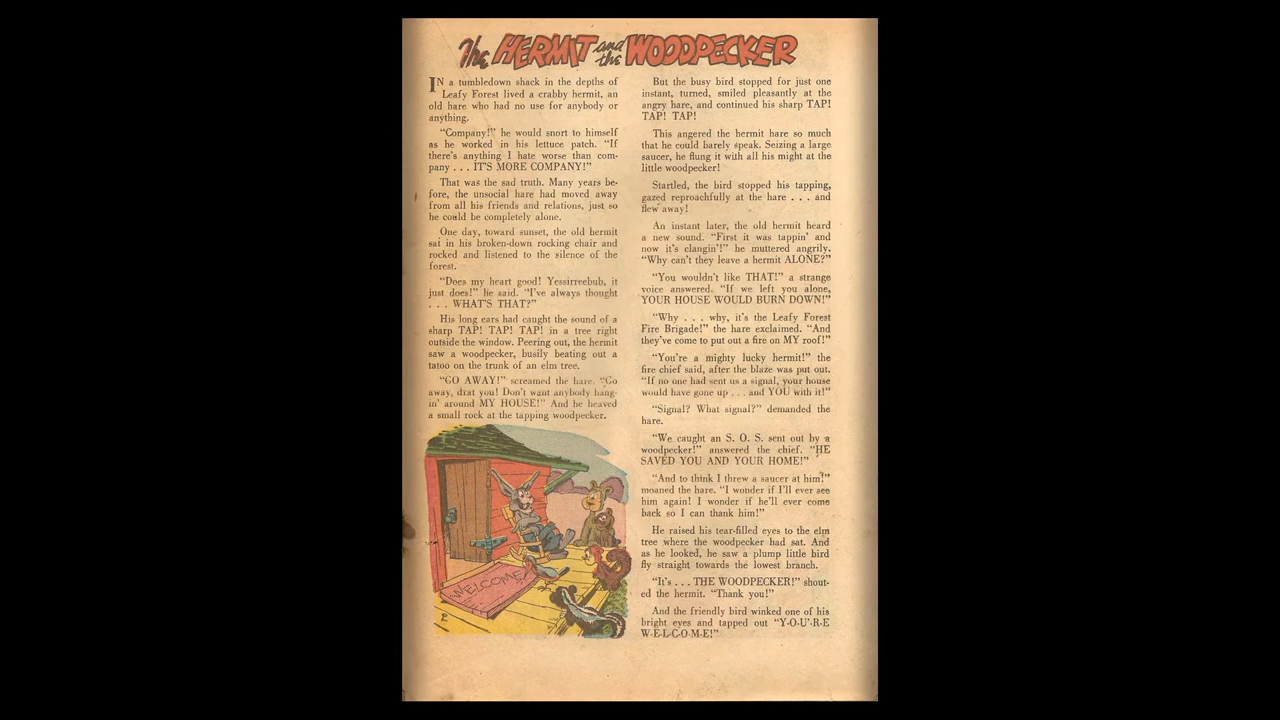 The HERMIT and the WOODPECKER
IN a tumbledown shack in the depths of
Leafy Forest lived a crabby hermit, an
old hare who had no use for anybody or
anything.
"Company!" he would snort to himself
as he worked in his lettuce patch. "If
there's anything I hate worse than com-
pany . . . IT'S MORE COMPANY!"
That was the sad truth. Many years be-
fore, the unsocial hare had moved away
from all his friends and relations, just so
he could be completely alone.
One day, toward sunset, the old hermit
sat in his broken-down rocking chair and
rocked and listened to the silence of the
forest.
"Does my heart good! Yessirreebub, it
just does!" he said. "I've always thought
. . . WHAT'S THAT?"
His long ears had caught the sound of a
sharp TAP! TAP! TAP! in a tree right
outside the window. Peering out, the hermit
saw a woodpecker, busily beating out a
tatoo on the trunk of an elm tree.
"GO AWAY!" screamed the hare. "Go
away, drat you! Don't want anybody hang-
in' around MY HOUSE!" And he heaved
a small rock at the tapping woodpecker.
WELCOME
But the busy bird stopped for just one
instant, turned, smiled pleasantly at the
angry hare, and continued his sharp TAP!
TAP! TAP!
This angered the hermit hare so much
that he could barely speak. Seizing a large
saucer, he flung it with all his might at the
little woodpecker!
Startled, the bird stopped his tapping,
gazed reproachfully at the hare . . . and
flew away!
An instant later, the old hermit heard
a new sound. "First it was tappin' and
now it's clangin'!" he muttered angrily.
"Why can't they leave a hermit ALONE?"
"You wouldn't like THAT!" a strange
voice answered. "If we left you alone,
YOUR HOUSE WOULD BURN DOWN!"
"Why . . . why, it's the Leafy Forest
Fire Brigade!" the hare exclaimed. "And
they've come to put out a fire on MY roof!"
"You're a mighty lucky hermit!" the
fire chief said, after the blaze was put out.
"If no one had sent us a signal, your house
would have gone up . . . and YOU with it!"
"Signal? What signal?" demanded the
hare.
"We caught an S. O. S. sent out by a
woodpecker!" answered the chief. "HE
SAVED YOU AND YOUR HOME!"
"And to think I threw a saucer at him!"
moaned the hare. "I wonder if I'll ever see
him again! I wonder if he'll ever come
back so I can thank him!"
He raised his tear-filled eyes to the elm
tree where the woodpecker had sat. And
as he looked, he saw a plump little bird
fly straight towards the lowest branch.
"It's . . . THE WOODPECKER!" shout-
ed the hermit. "Thank you!"
And the friendly bird winked one of his
bright eyes and tapped out "Y-O-U'-R-E
W-E-L-C-O-M-E!"